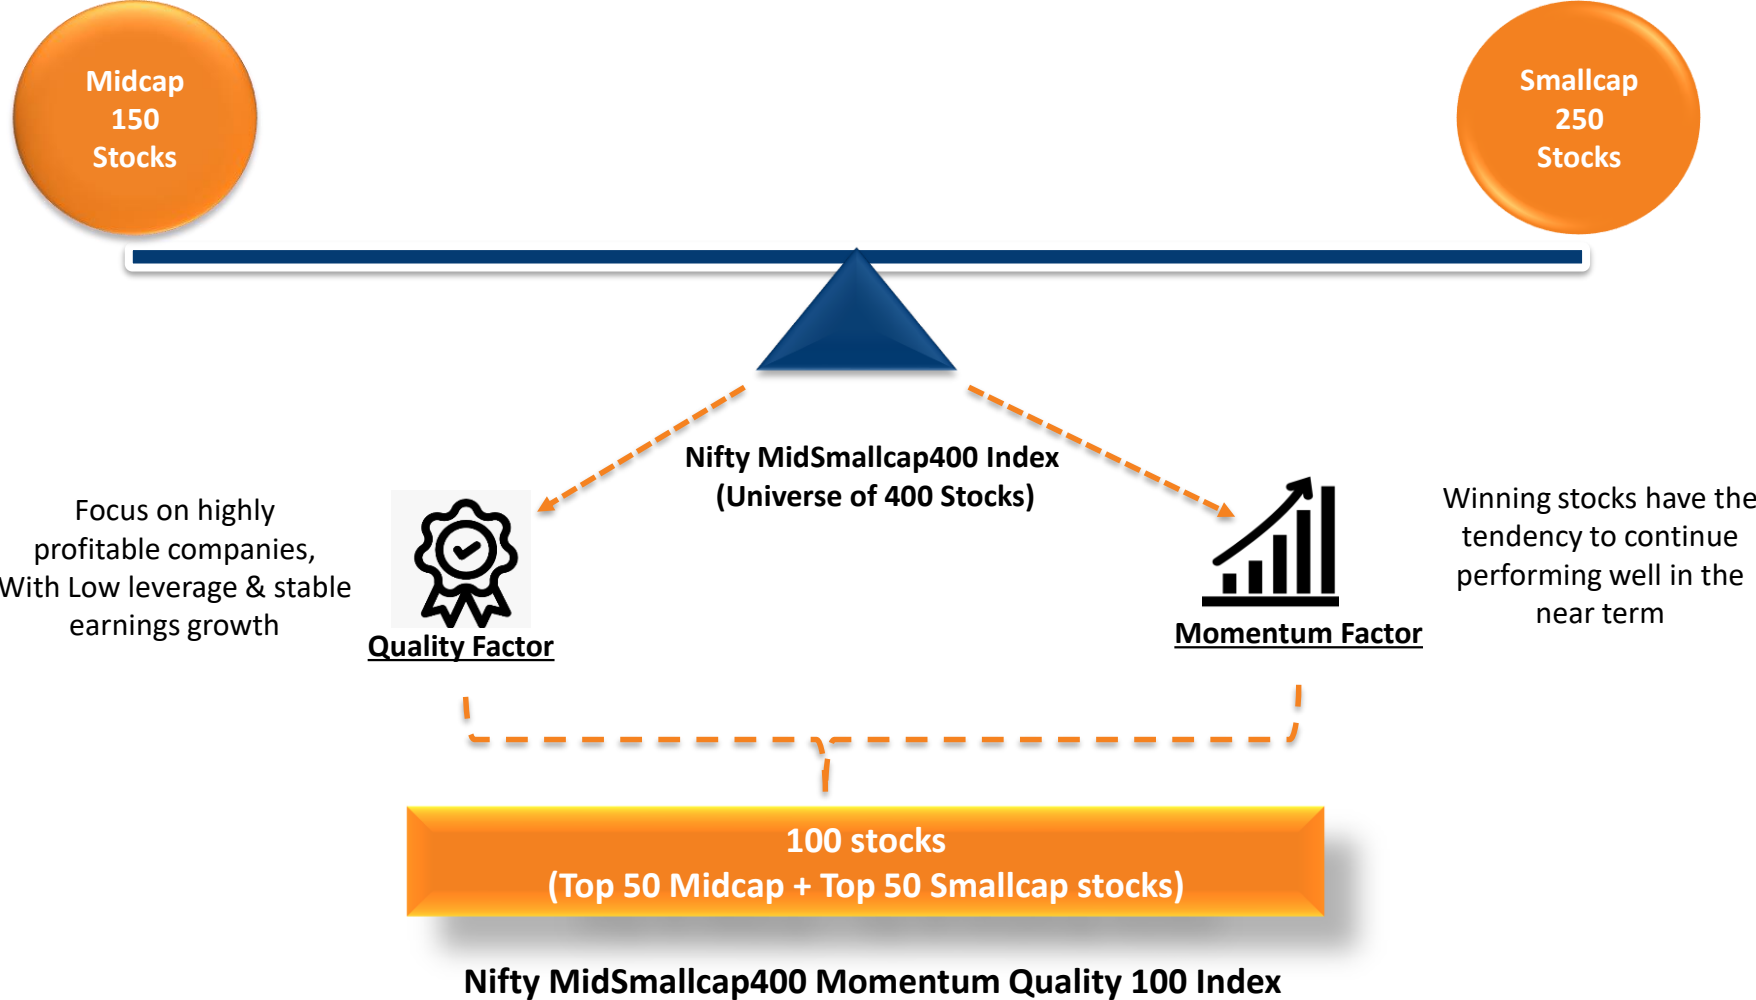 Midcap
150
Stocks
Smallcap
250
Stocks
Nifty MidSmallcap400 Index
(Universe of 400 Stocks)
Focus on highly
profitable companies,
With Low leverage & stable
earnings growth
Quality Factor
Winning stocks have the
tendency to continue
performing well in the
near term
Momentum Factor
100 stocks
(Top 50 Midcap + Top 50 Smallcap stocks)
Nifty MidSmallcap400 Momentum Quality 100 Index